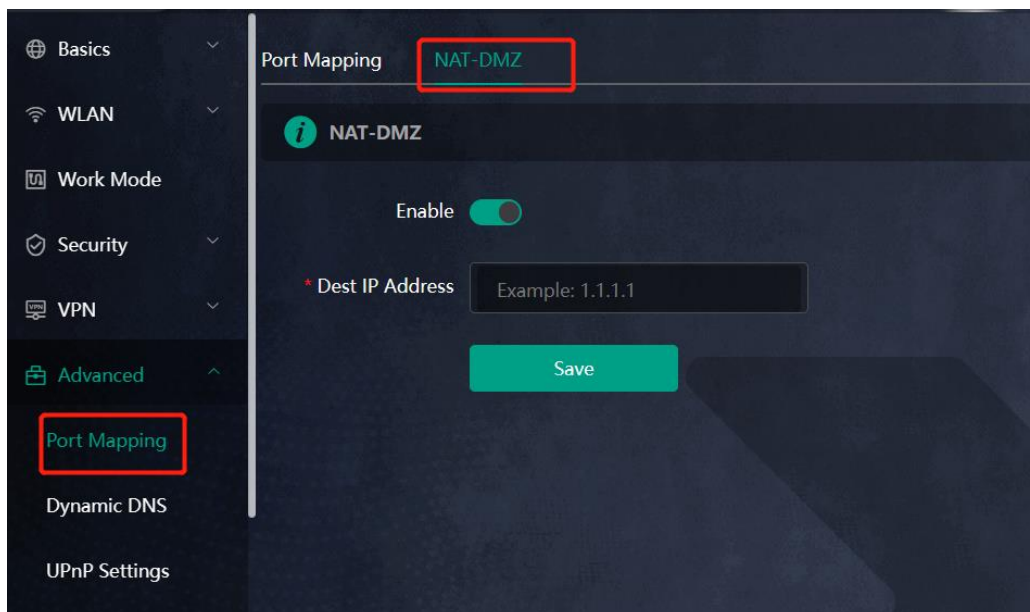 Basics
WLAN
Work Mode
Security
VPN
VPN
Advanced
Port Mapping
Dynamic DNS
UPnP Settings
Port Mapping NAT-DMZ
i NAT-DMZ
Enable
* Dest IP Address Example: 1.1.1.1
Save